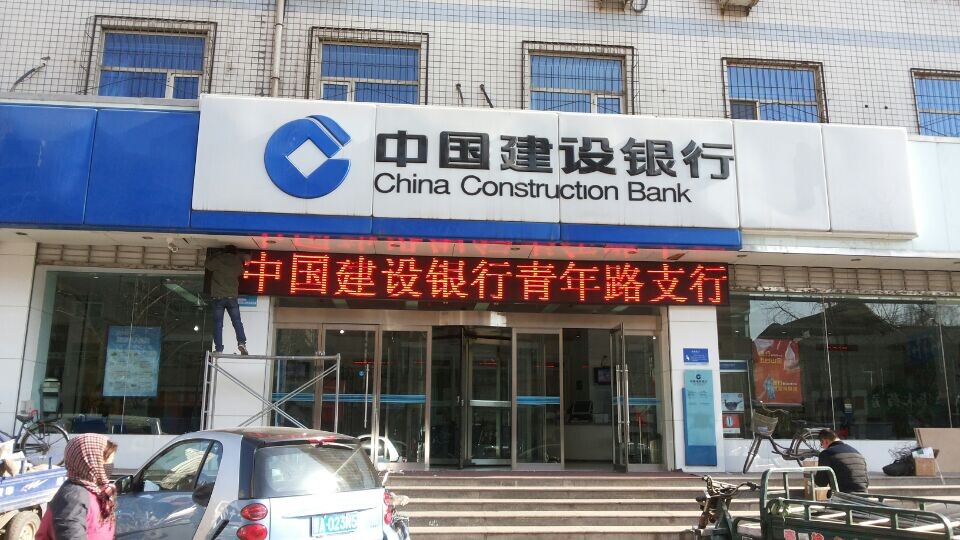 中国建设银行
China Construction Bank
中国建设银行青年路支行